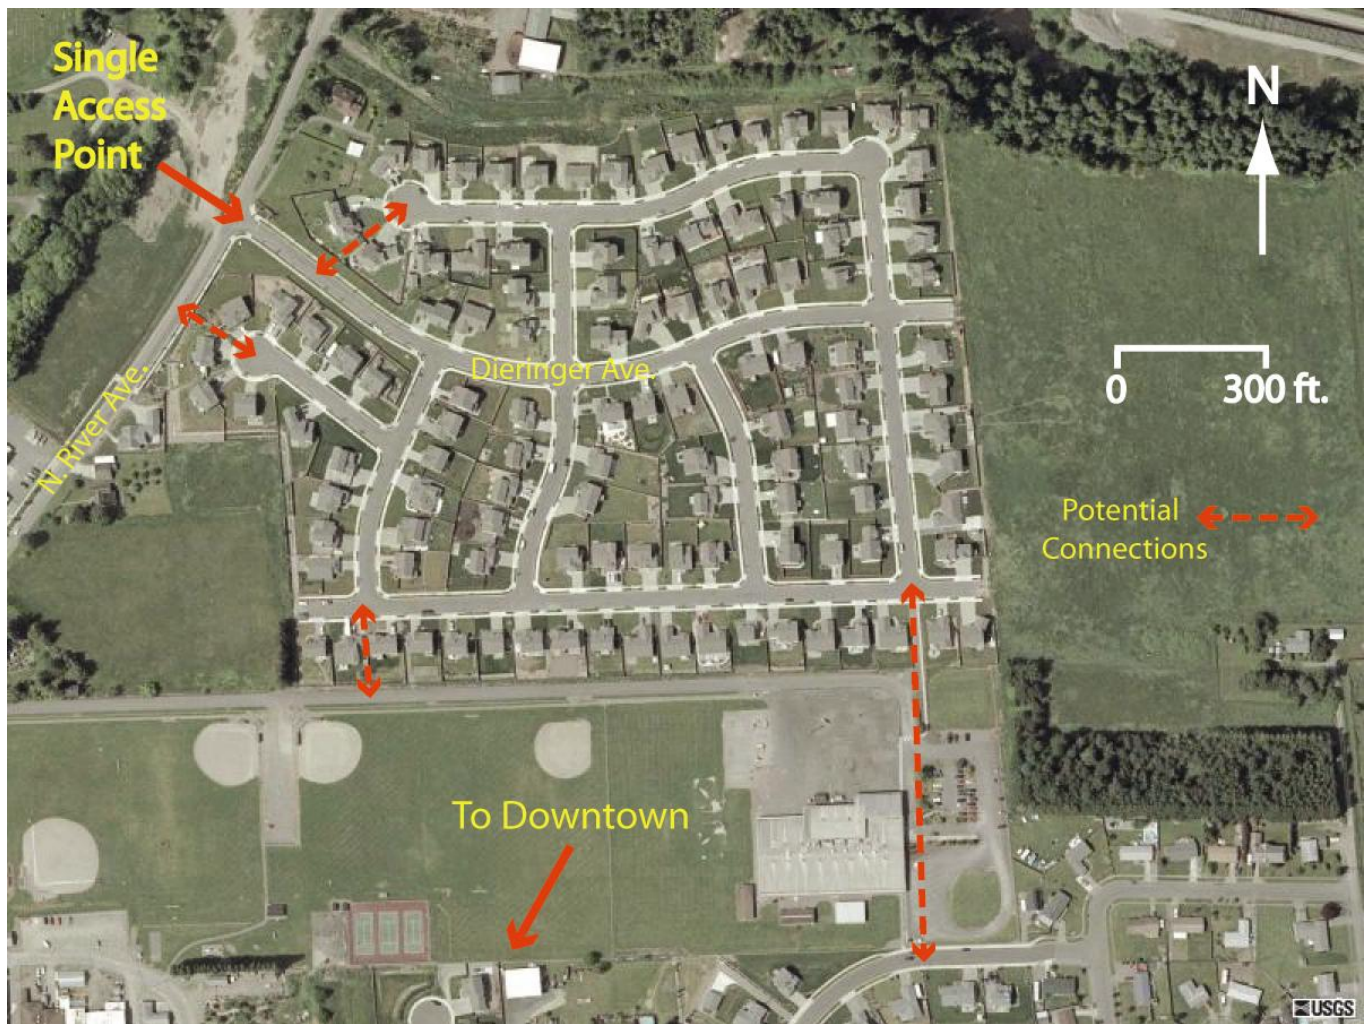 Single
Access
Point
N
Dieringer Ave.
0 300 ft.
N. River Ave.
Potential
Connections
To Downtown
USGS